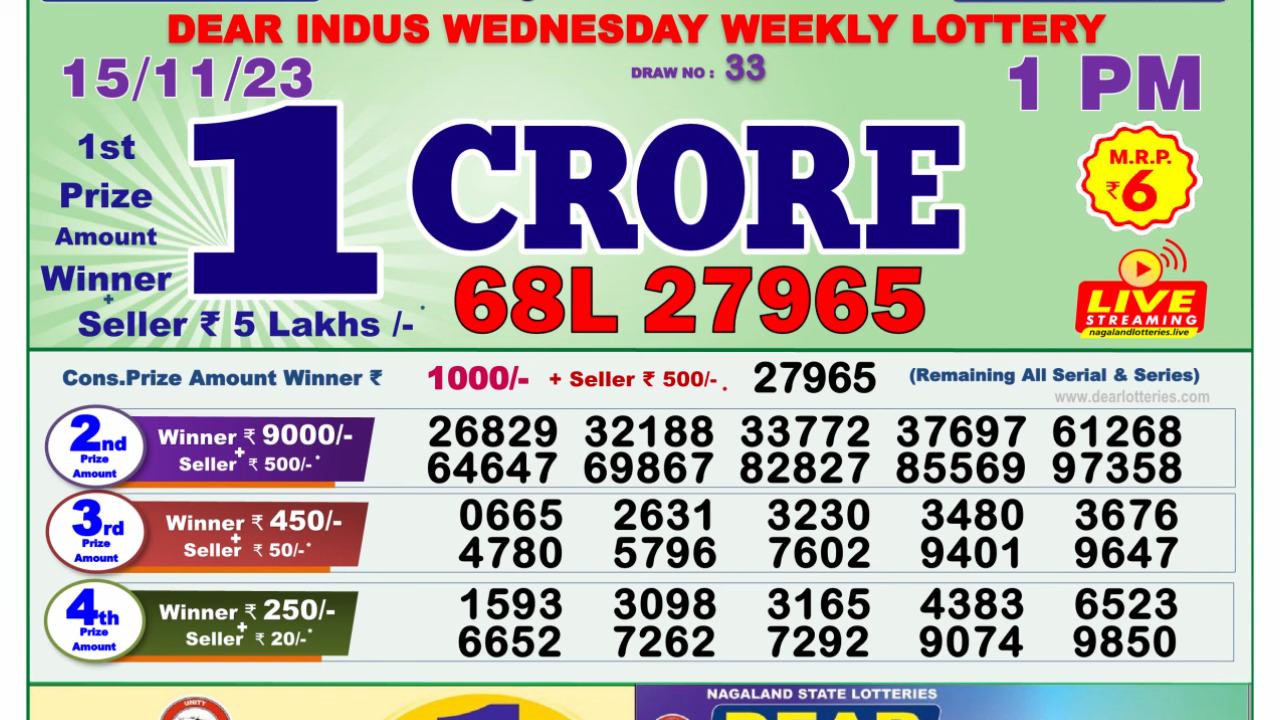 DEAR INDUS WEDNESDAY WEEKLY LOTTERY
15/11/23
DRAW NO : 33
1 PM
1st
Prize
Amount
Winner
+
Seller ₹ 5 Lakhs /-*
1 CRORE
68L 27965
M.R.P.
₹6
LIVE
STREAMING
nagalandlotteries.live
Cons.Prize Amount Winner ₹ 1000/- + Seller ₹ 500/- . 27965 (Remaining All Serial & Series)
www.dearlotteries.com
2nd
Prize
Amount
Winner ₹ 9000/-
+
Seller ₹ 500/-*
26829 32188 33772 37697 61268
64647 69867 82827 85569 97358
3rd
Prize
Amount
Winner ₹ 450/-
+
Seller ₹ 50/-*
0665 2631 3230 3480 3676
4780 5796 7602 9401 9647
4th
Prize
Amount
Winner ₹ 250/-
+
Seller ₹ 20/-*
1593 3098 3165 4383 6523
6652 7262 7292 9074 9850
UNITY
1
NAGALAND STATE LOTTERIES
DEAR